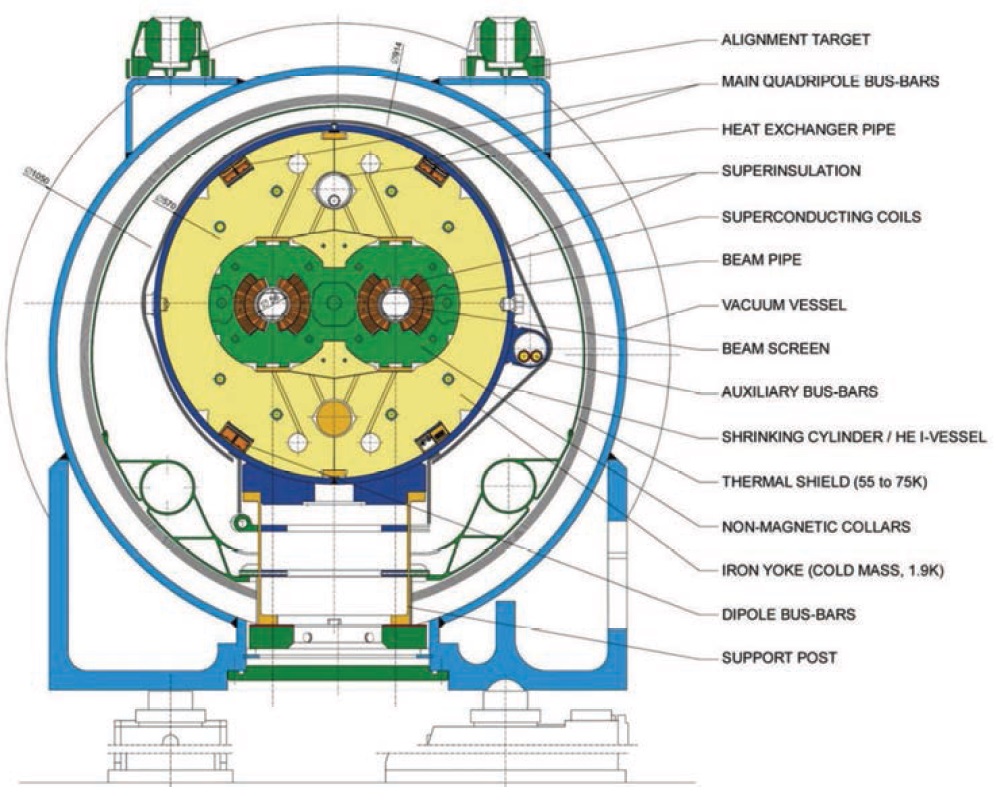 ALIGNMENT TARGET
MAIN QUADRIPOLE BUS-BARS
HEAT EXCHANGER PIPE
SUPERINSULATION
SUPERCONDUCTING COILS
BEAM PIPE
VACUUM VESSEL
BEAM SCREEN
AUXILIARY BUS-BARS
SHRINKING CYLINDER / HE I-VESSEL
THERMAL SHIELD (55 to 75K)
NON-MAGNETIC COLLARS
IRON YOKE (COLD MASS, 1.9K)
DIPOLE BUS-BARS
SUPPORT POST
∅914
∅1050
∅570